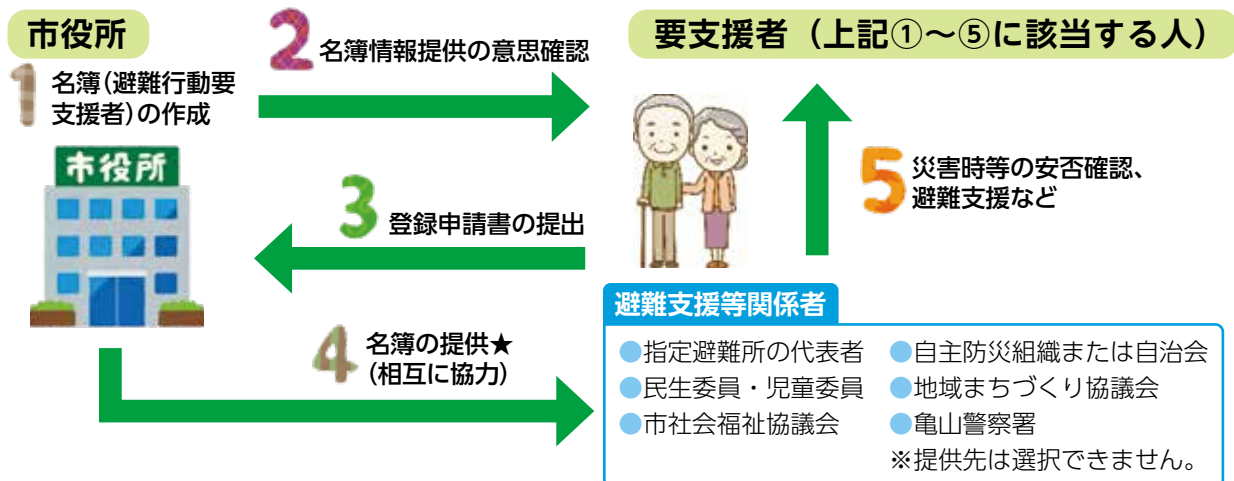 市役所
1 名簿(避難行動要
支援者)の作成
2 名簿情報提供の意思確認
要支援者(上記①~⑤に該当する人)
市役所
3 登録申請書の提出
4 名簿の提供★
(相互に協力)
5 災害時等の安否確認、
避難支援など
避難支援等関係者
●指定避難所の代表者 ●自主防災組織または自治会
●民生委員・児童委員 ●地域まちづくり協議会
●市社会福祉協議会 ●亀山警察署
※提供先は選択できません。